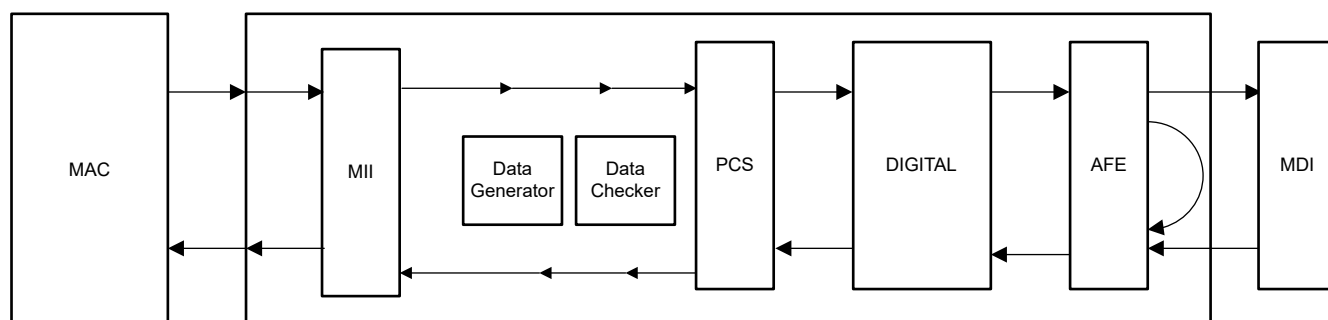 MAC
MII
Data
Generator
Data
Checker
PCS
DIGITAL
AFE
MDI